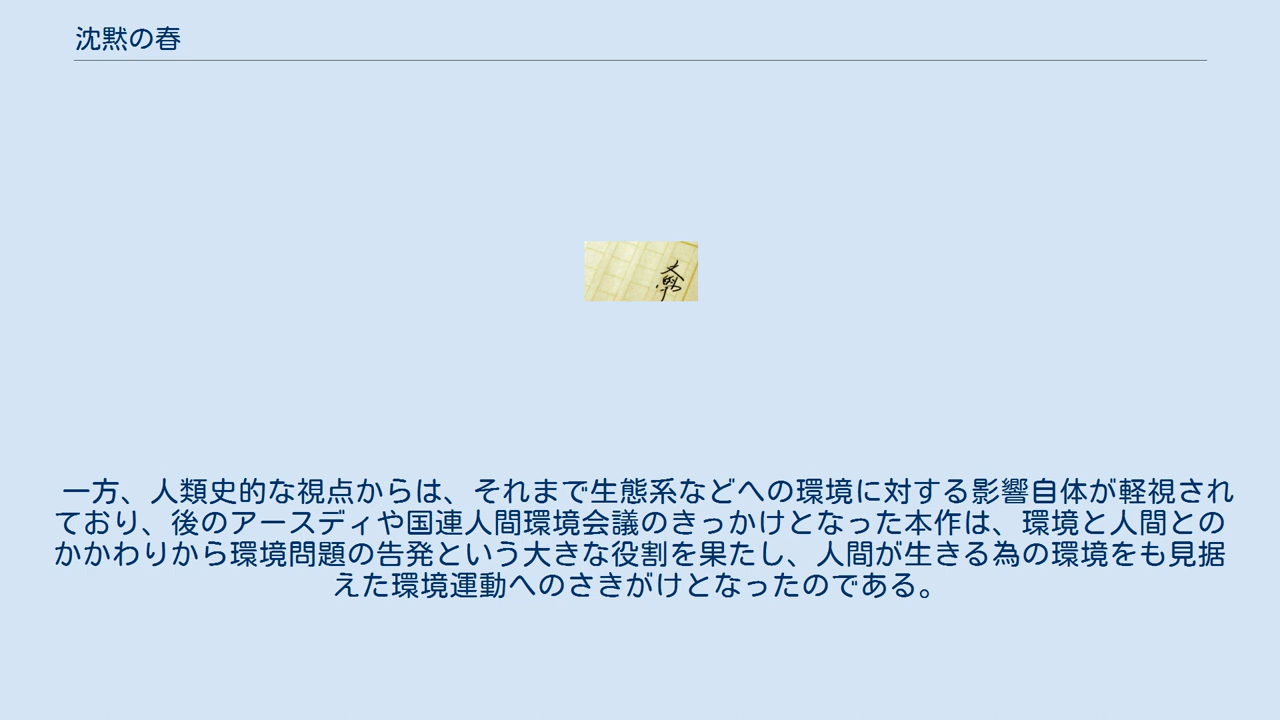 沈黙の春
一方、人類史的な視点からは、それまで生態系などへの環境に対する影響自体が軽視され
ており、後のアースディや国連人間環境会議のきっかけとなった本作は、環境と人間との
かかわりから環境問題の告発という大きな役割を果たし、人間が生きる為の環境をも見据
えた環境運動へのさきがけとなったのである。